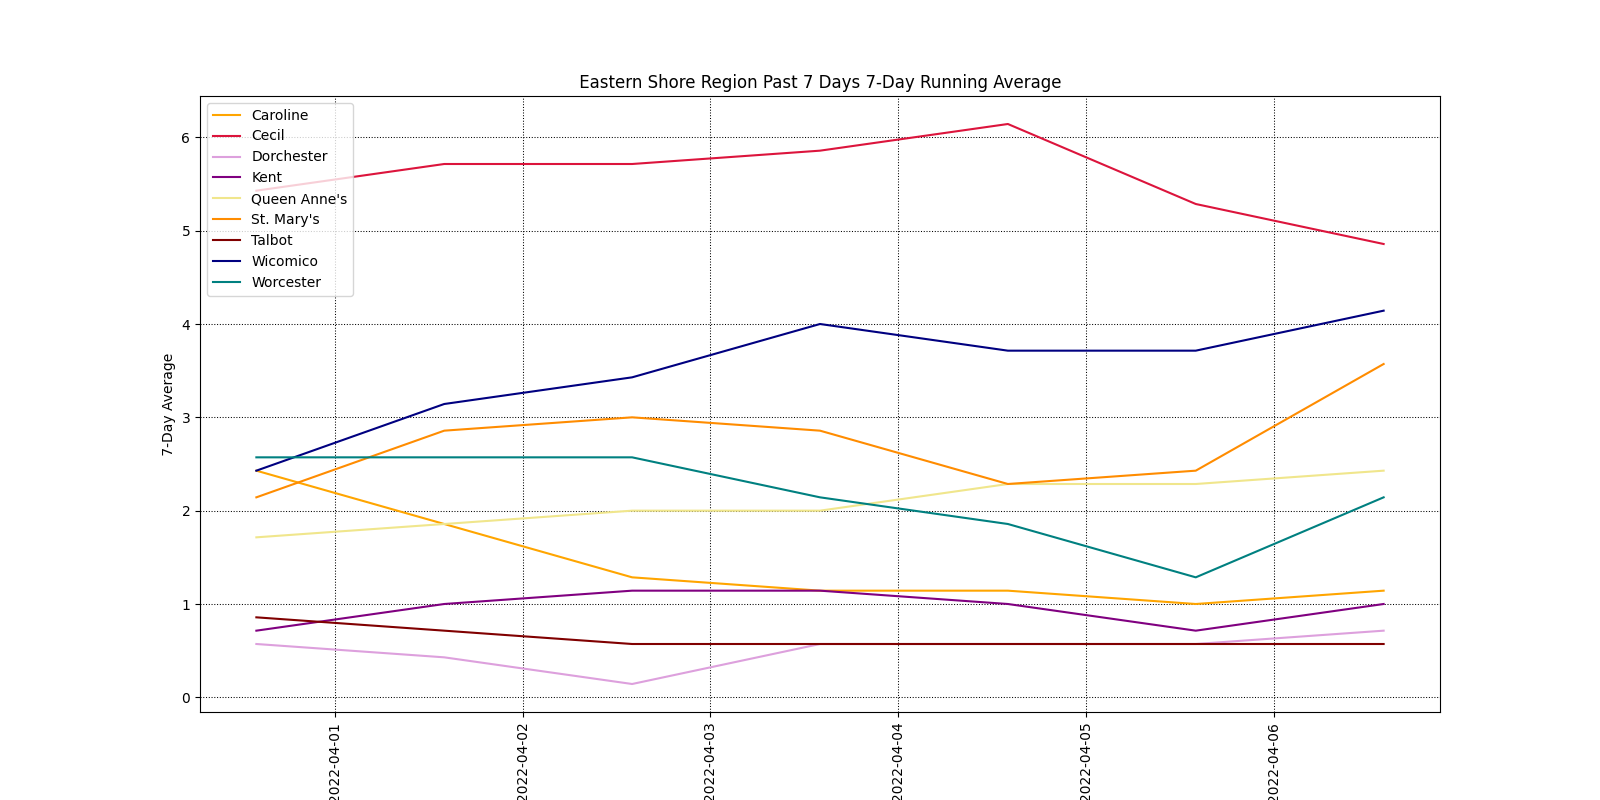 Eastern Shore Region Past 7 Days 7-Day Running Average
Caroline
Cecil
Dorchester
Kent
Queen Anne's
St. Mary's
Talbot
Wicomico
Worcester
7-Day Average
6
5
4
3
2
1
0
2022-04-01
2022-04-02
2022-04-03
2022-04-04
2022-04-05
2022-04-06